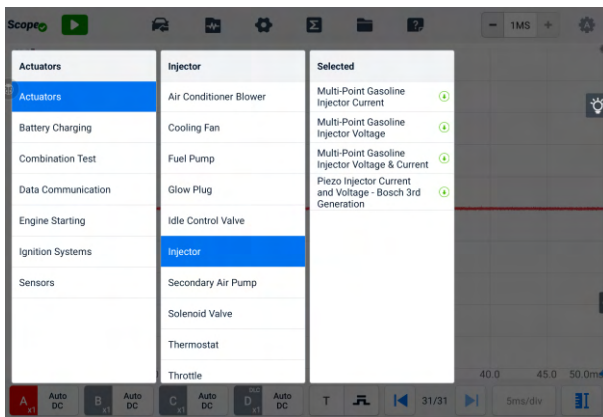 Scope
1MS
Actuators
Injector
Selected
Actuators
Battery Charging
Combination Test
Data Communication
Engine Starting
Ignition Systems
Sensors
Air Conditioner Blower
Cooling Fan
Fuel Pump
Glow Plug
Idle Control Valve
Injector
Secondary Air Pump
Solenoid Valve
Thermostat
Throttle
Multi-Point Gasoline
Injector Current
Multi-Point Gasoline
Injector Voltage
Multi-Point Gasoline
Injector Voltage & Current
Piezo Injector Current
and Voltage - Bosch 3rd
Generation
40.0 45.0 50.0m
A x1 Auto DC
B x1 Auto DC
C x1 Auto DC
D x1 Auto DC
T
31/31
5ms/div